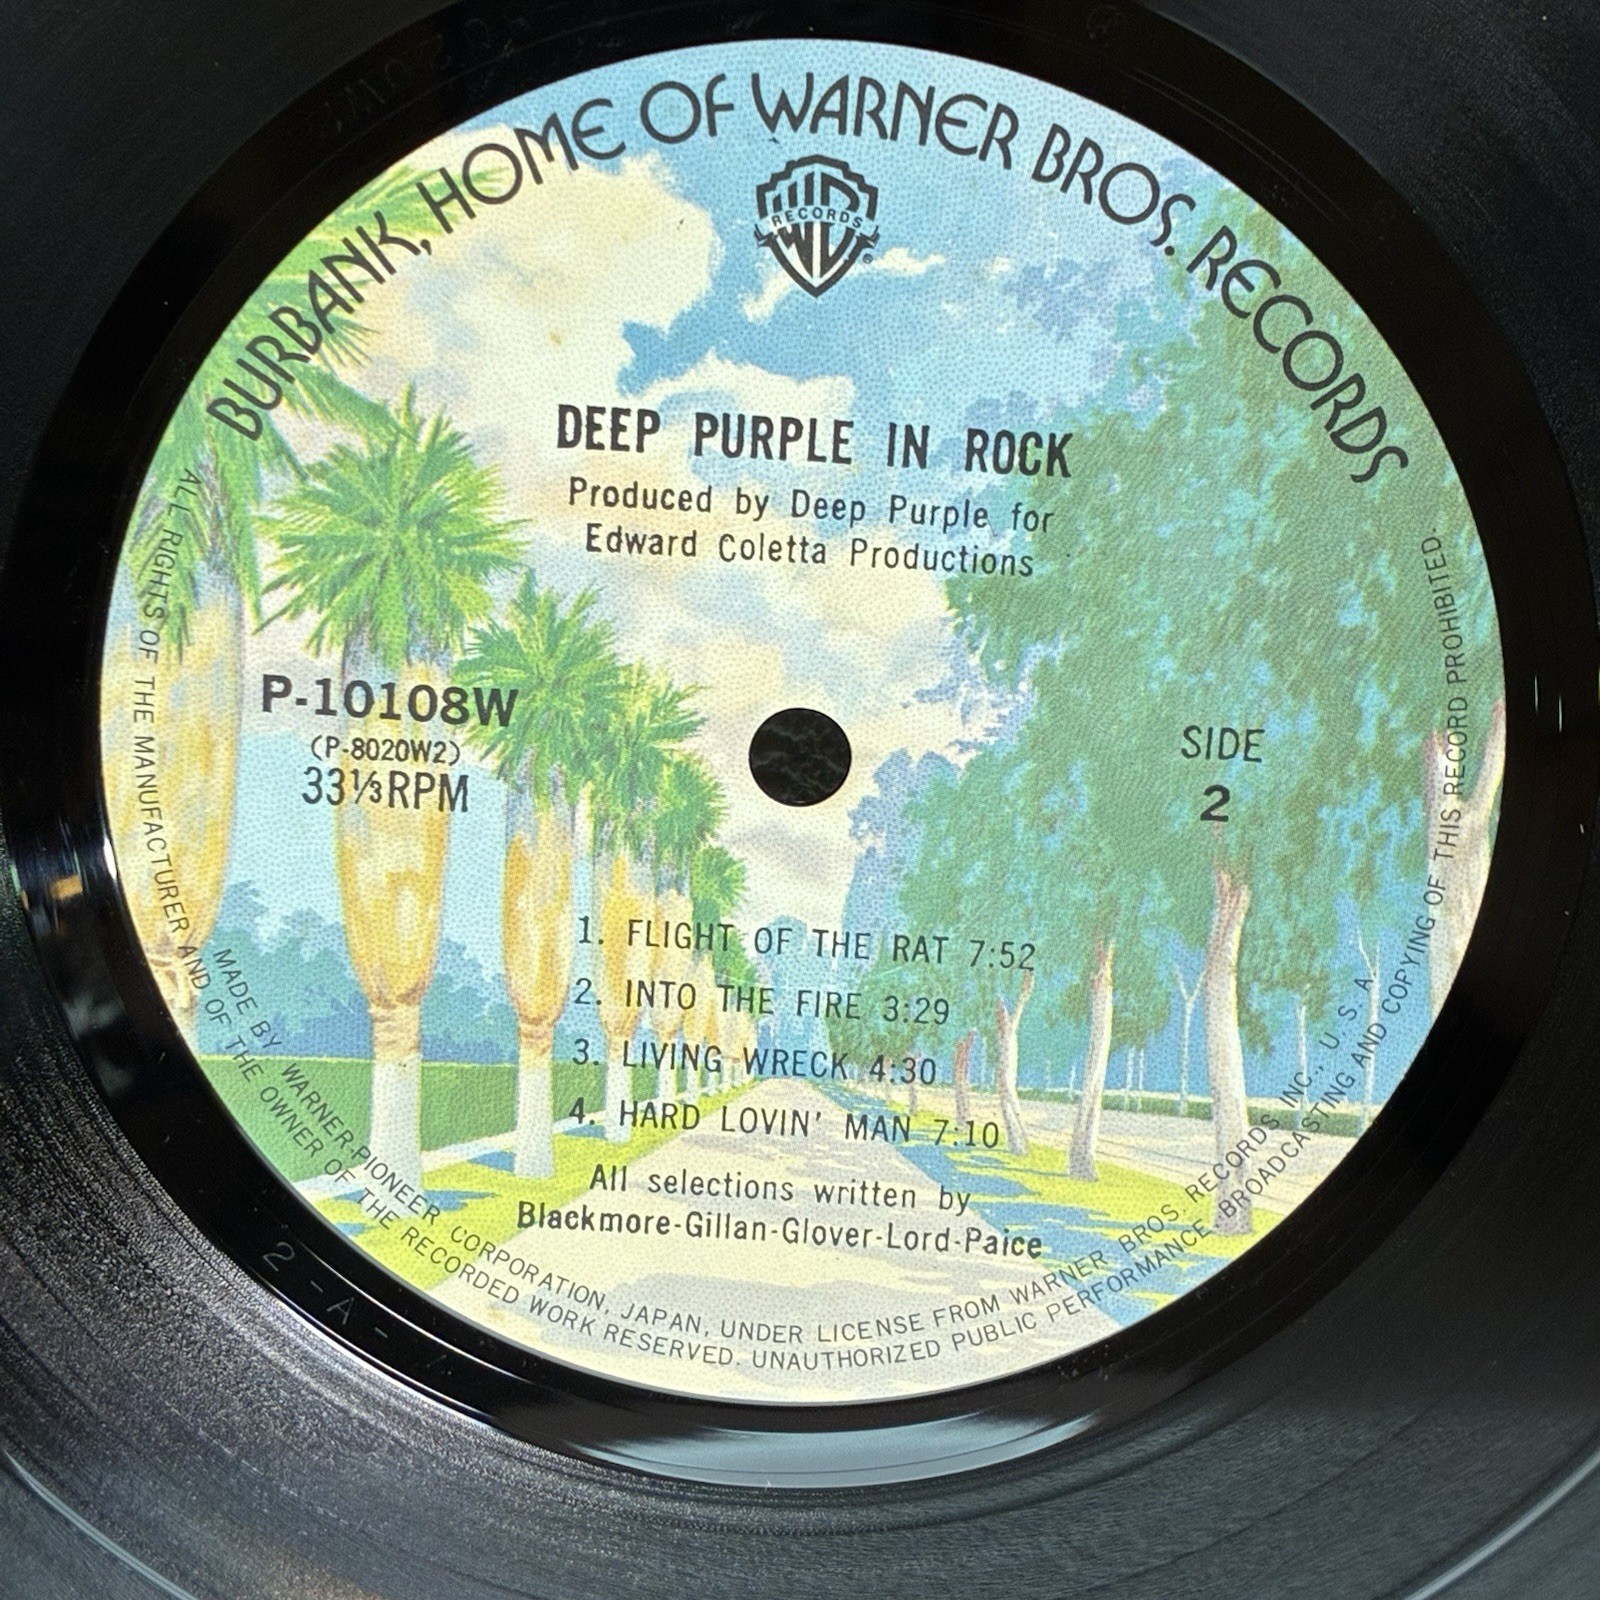 BURBANK, HOME OF WARNER BROS. RECORDS
RECORDS
DEEP PURPLE IN ROCK
Produced by Deep Purple for
Edward Coletta Productions
P-10108W
(P-8020W2)
33⅓RPM
SIDE
2
1. FLIGHT OF THE RAT 7:52
2. INTO THE FIRE 3:29
3. LIVING WRECK 4:30
4. HARD LOVIN' MAN 7:10
All selections written by
Blackmore-Gillan-Glover-Lord-Paice
MADE BY WARNER-PIONEER CORPORATION, JAPAN, UNDER LICENSE FROM WARNER BROS. RECORDS INC., U. S. A
ALL RIGHTS OF THE MANUFACTURER AND OF THE OWNER OF THE RECORDED WORK RESERVED. UNAUTHORIZED PUBLIC PERFORMANCE, BROADCASTING AND COPYING OF THIS RECORD PROHIBITED.
2-A-